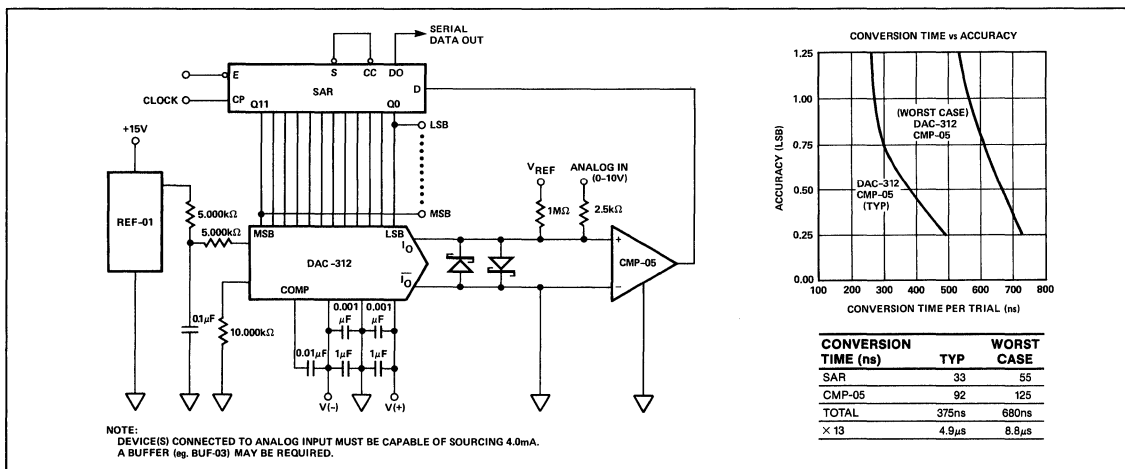 SERIAL
DATA OUT
E
S
CC
DO
SAR
D
CLOCK
CP
Q11
Q0
+15V
LSB
REF-01
5.000kΩ
MSB
5.000kΩ
VREF
ANALOG IN
(0–10V)
1MΩ
2.5kΩ
MSB
LSB
IO
DAC-312
IO
COMP
+
CMP-05
–
0.1μF
10.000kΩ
0.001
μF
0.001
μF
0.01μF
1μF
1μF
V(–)
V(+)
NOTE:
DEVICE(S) CONNECTED TO ANALOG INPUT MUST BE CAPABLE OF SOURCING 4.0mA.
A BUFFER (eg. BUF-03) MAY BE REQUIRED.
CONVERSION TIME vs ACCURACY
1.25
1.00
0.75
0.50
0.25
0.00
ACCURACY (LSB)
(WORST CASE)
DAC-312
CMP-05
DAC-312
CMP-05
(TYP)
100 200 300 400 500 600 700 800
CONVERSION TIME PER TRIAL (ns)
CONVERSION TIME (ns) TYP WORST CASE
SAR 33 55
CMP-05 92 125
TOTAL 375ns 680ns
× 13 4.9μs 8.8μs